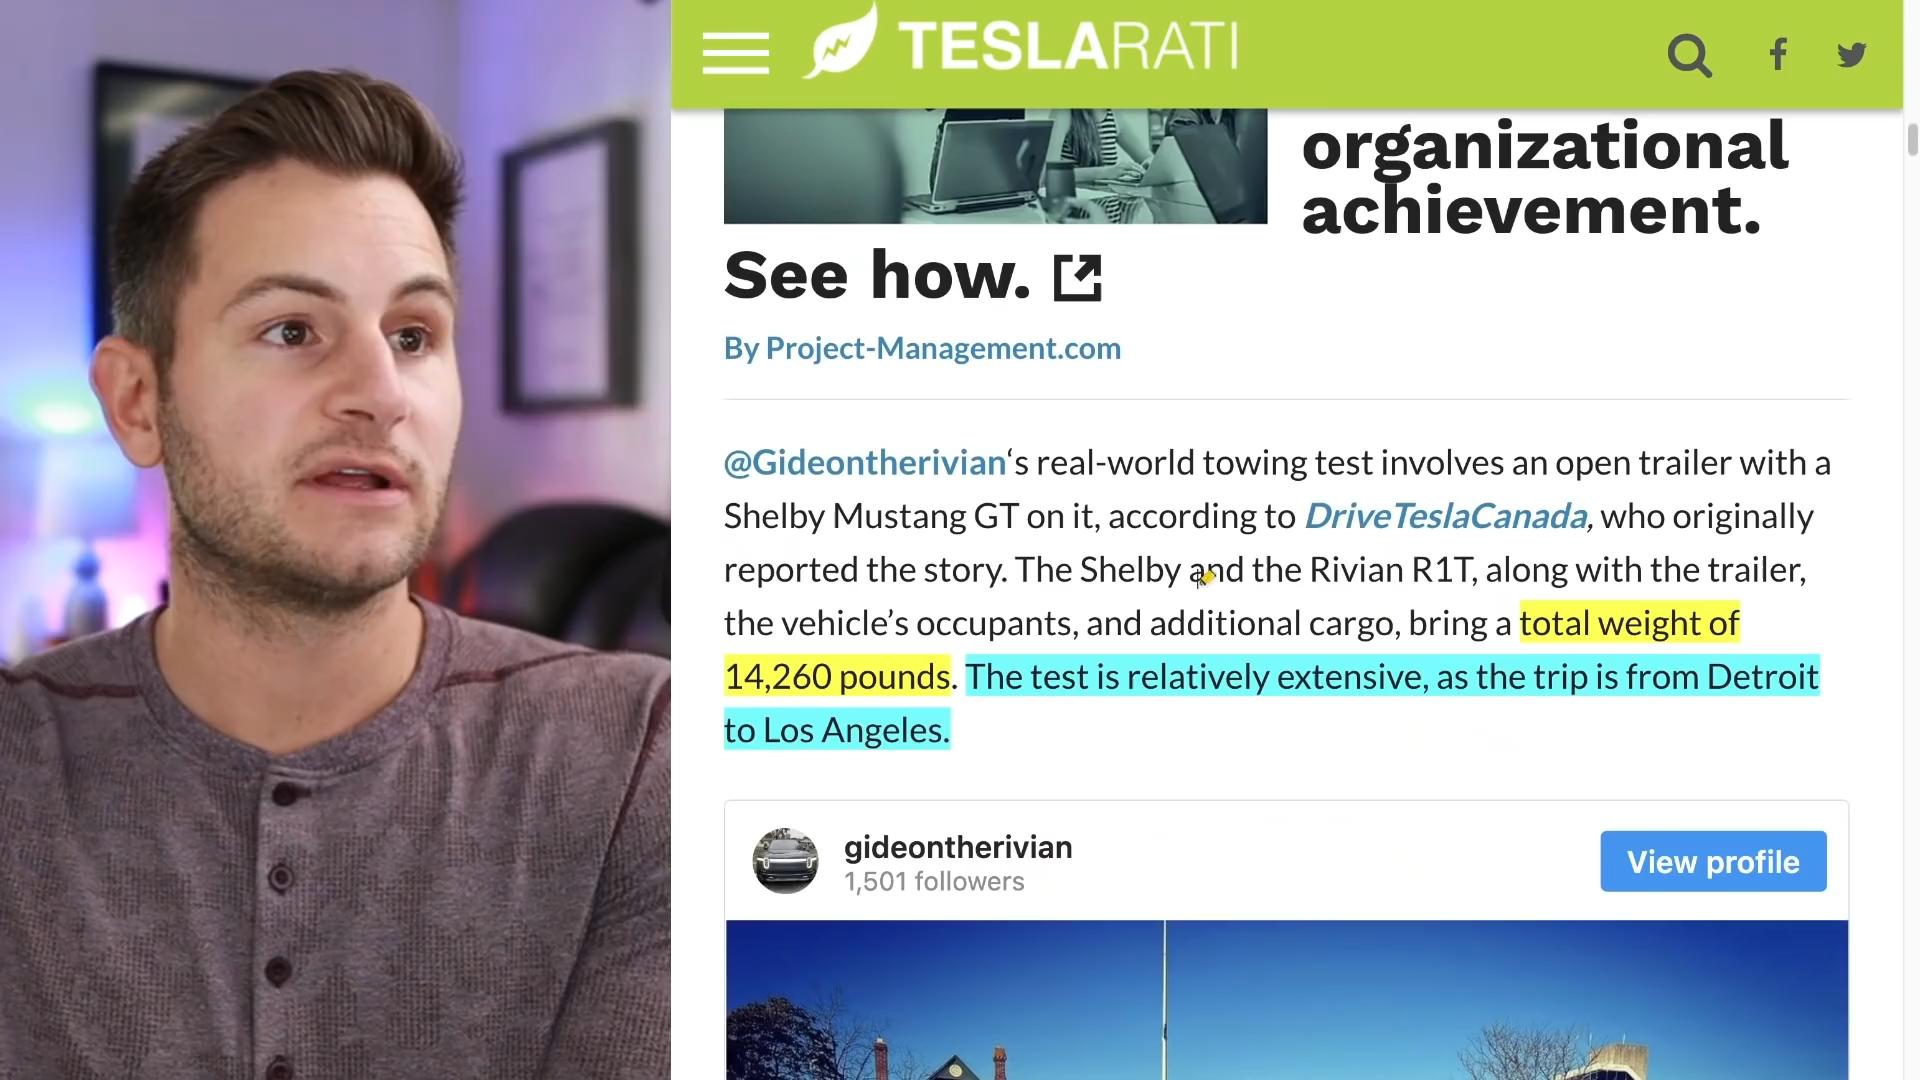 TESLARATI
organizational
achievement.
See how.
By Project-Management.com
@Gideontherivian‘s real-world towing test involves an open trailer with a
Shelby Mustang GT on it, according to DriveTeslaCanada, who originally
reported the story. The Shelby and the Rivian R1T, along with the trailer,
the vehicle’s occupants, and additional cargo, bring a total weight of
14,260 pounds. The test is relatively extensive, as the trip is from Detroit
to Los Angeles.
gideontherivian
1,501 followers
View profile